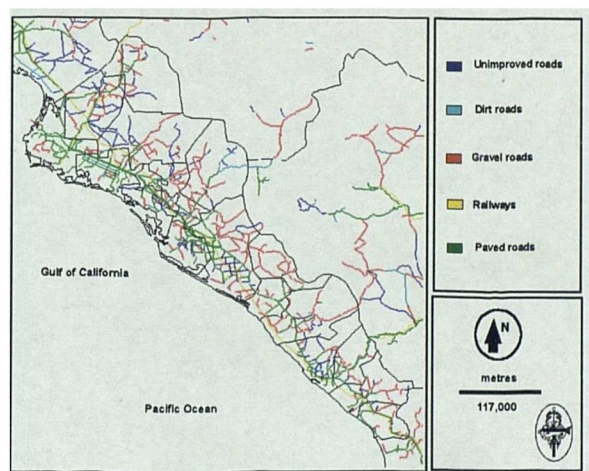 Unimproved roads
Dirt roads
Gravel roads
Railways
Paved roads
Gulf of California
Pacific Ocean
N
metres
117,000